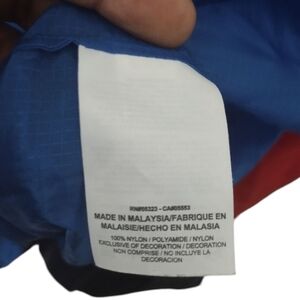 RN#56323 - CA#05553
MADE IN MALAYSIA/FABRIQUE EN
MALAISIE/HECHO EN MALASIA
100% NYLON / POLYAMIDE / NYLON
EXCLUSIVE OF DECORATION / DECORATION
NON COMPRISE / NO INCLUYE LA
DECORACION